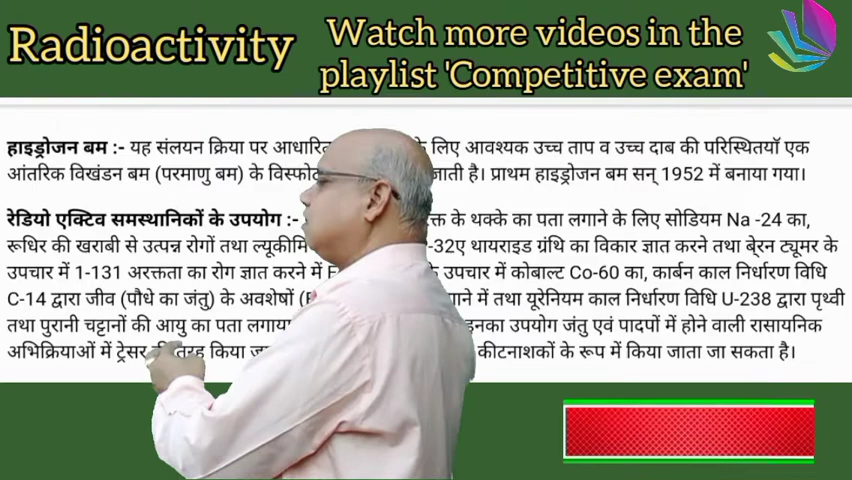 Radioactivity
Watch more videos in the
playlist 'Competitive exam'
हाइड्रोजन बम :- यह संलयन क्रिया पर आधारित के लिए आवश्यक उच्च ताप व उच्च दाब की परिस्थितयॉ एक
आंतरिक विखंडन बम (परमाणु बम) के विस्फोट जाती है। प्राथम हाइड्रोजन बम सन् 1952 में बनाया गया।
रेडियो एक्टिव समस्थानिकों के उपयोग :- रक्त के थक्के का पता लगाने के लिए सोडियम Na -24 का,
रूधिर की खराबी से उत्पन्न रोगों तथा -32ए थायराइड ग्रंथि का विकार ज्ञात करने तथा बे्रन ट्यूमर के
उपचार में 1-131 अरक्तता का रोग ज्ञात करने में उपचार में कोबाल्ट Co-60 का, कार्बन काल निर्धारण विधि
C-14 द्वारा जीव (पौधे का जंतु) के अवशेषों में तथा यूरेनियम काल निर्धारण विधि U-238 द्वारा पृथ्वी
तथा पुरानी चट्टानों की आयु का पता इनका उपयोग जंतु एवं पादपों में होने वाली रासायनिक
अभिक्रियाओं में ट्रेसर की तरह किया कीटनाशकों के रूप में किया जाता जा सकता है।